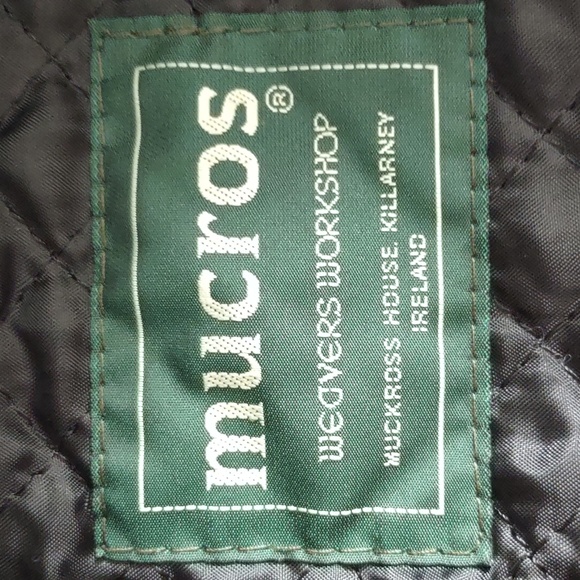 mucros®
WEAVERS WORKSHOP
MUCKROSS HOUSE. KILLARNEY
IRELAND